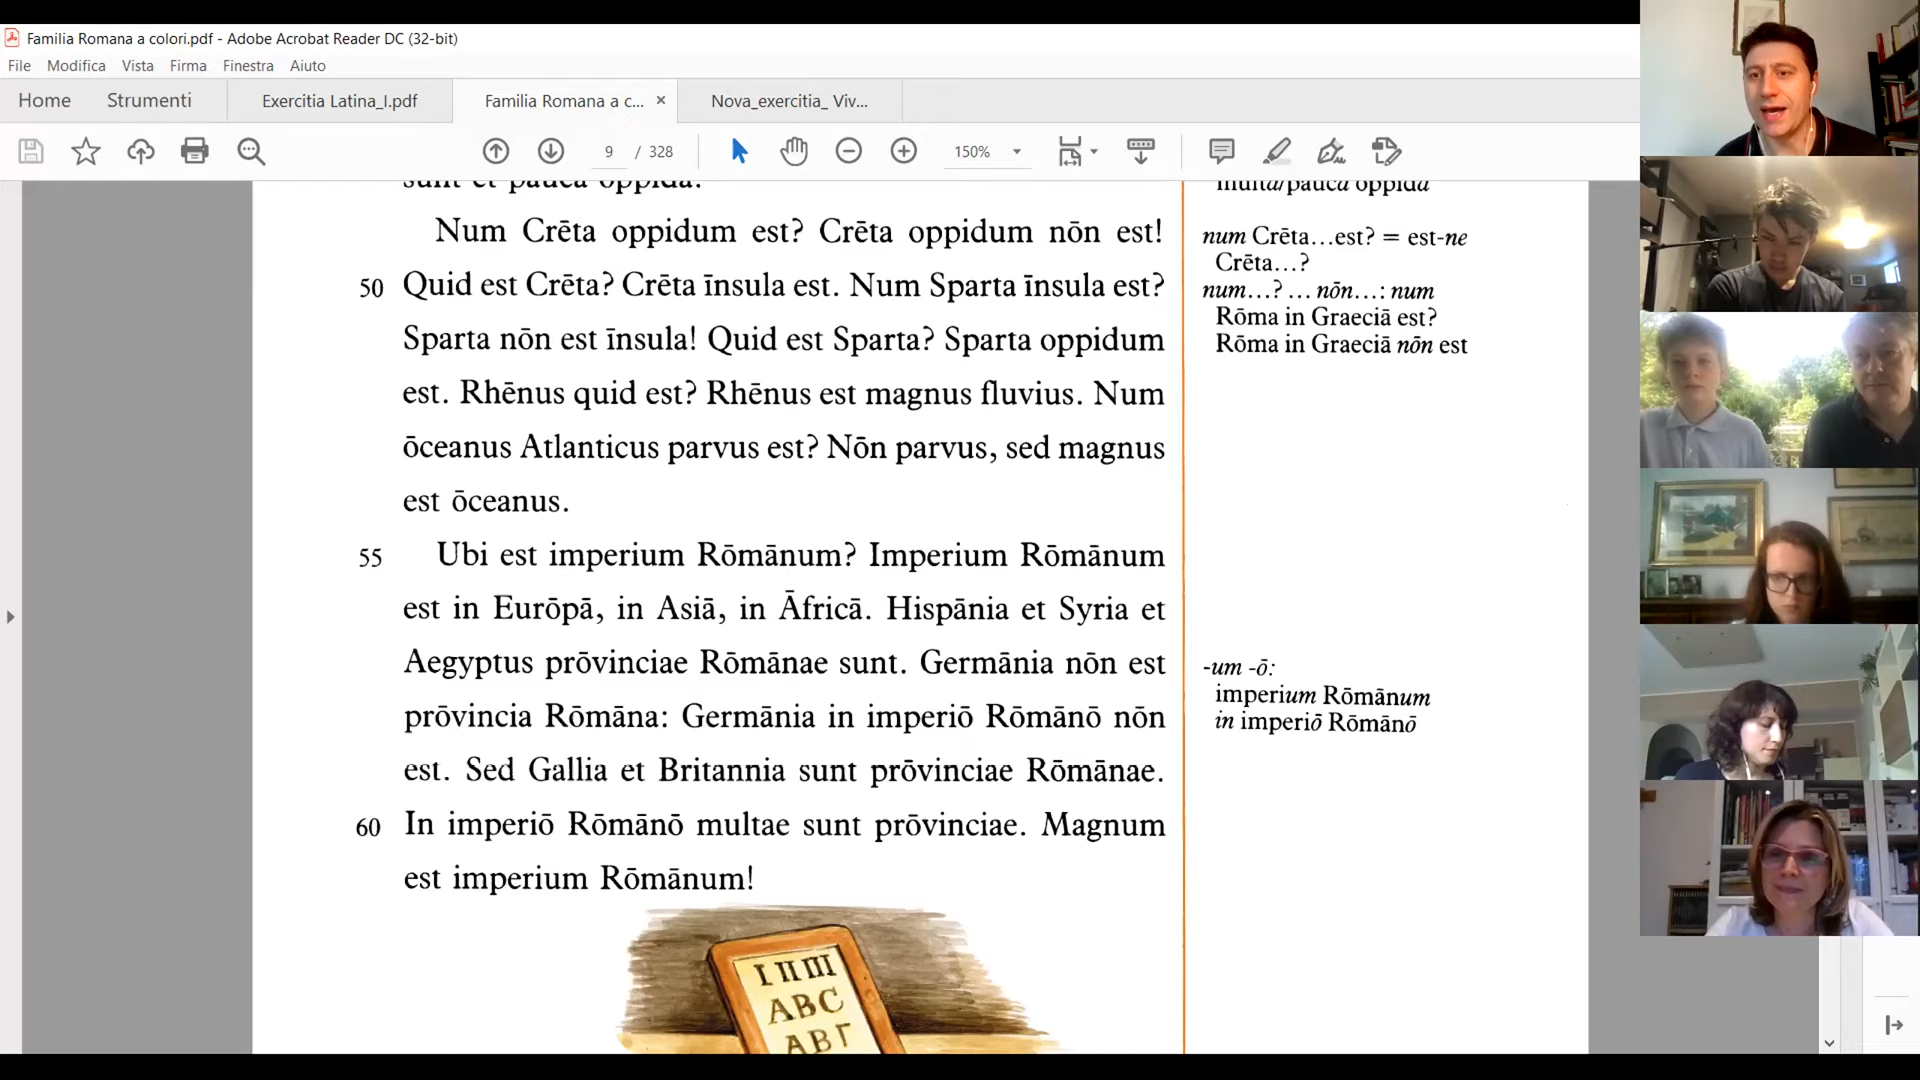 Familia Romana a colori.pdf - Adobe Acrobat Reader DC (32-bit)
File Modifica Vista Firma Finestra Aiuto
Home Strumenti Exercitia Latina_I.pdf Familia Romana a c... × Nova_exercitia_ Viv...
9 / 328 150%
sunt et pauca oppida.
Num Crēta oppidum est? Crēta oppidum nōn est!
50 Quid est Crēta? Crēta īnsula est. Num Sparta īnsula est?
Sparta nōn est īnsula! Quid est Sparta? Sparta oppidum
est. Rhēnus quid est? Rhēnus est magnus fluvius. Num
ōceanus Atlanticus parvus est? Nōn parvus, sed magnus
est ōceanus.
55 Ubi est imperium Rōmānum? Imperium Rōmānum
est in Eurōpā, in Asiā, in Āfricā. Hispānia et Syria et
Aegyptus prōvinciae Rōmānae sunt. Germānia nōn est
prōvincia Rōmāna: Germānia in imperiō Rōmānō nōn
est. Sed Gallia et Britannia sunt prōvinciae Rōmānae.
60 In imperiō Rōmānō multae sunt prōvinciae. Magnum
est imperium Rōmānum!
multa/pauca oppida
num Crēta...est? = est-ne
Crēta...?
num...? ... nōn...: num
Rōma in Graeciā est?
Rōma in Graeciā nōn est
-um -ō:
imperium Rōmānum
in imperiō Rōmānō
I II III
ABC
ΑΒΓ